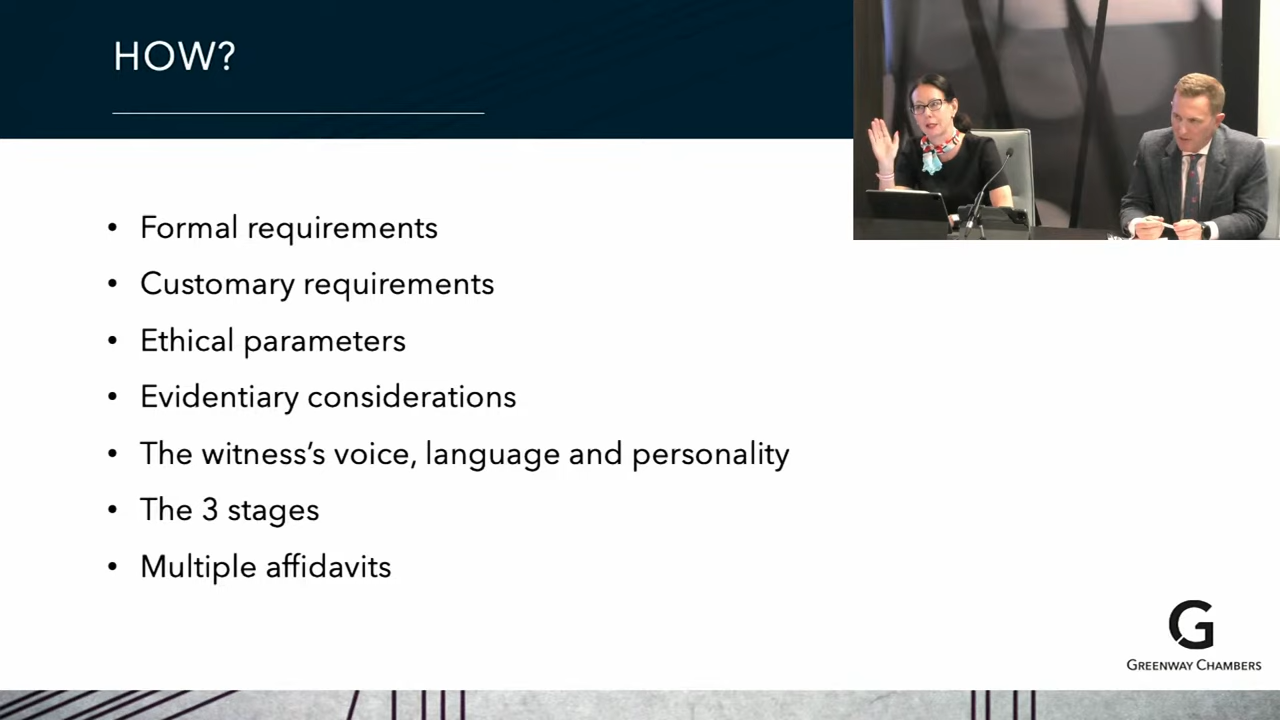 HOW?
• Formal requirements
• Customary requirements
• Ethical parameters
• Evidentiary considerations
• The witness’s voice, language and personality
• The 3 stages
• Multiple affidavits
G
GREENWAY CHAMBERS